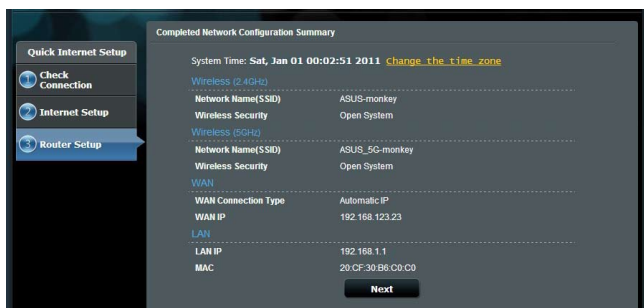 Completed Network Configuration Summary
Quick Internet Setup
1 Check Connection
2 Internet Setup
3 Router Setup
System Time: Sat, Jan 01 00:02:51 2011 Change the time zone
Wireless (2.4GHz)
Network Name(SSID) ASUS-monkey
Wireless Security Open System
Wireless (5GHz)
Network Name(SSID) ASUS_5G-monkey
Wireless Security Open System
WAN
WAN Connection Type Automatic IP
WAN IP 192.168.123.23
LAN
LAN IP 192.168.1.1
MAC 20:CF:30:B6:C0:C0
Next